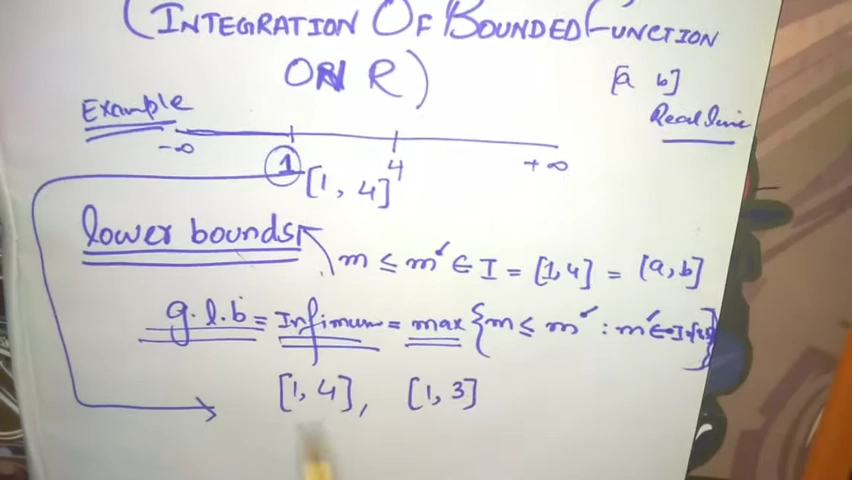 (INTEGRATION OF BOUNDED FUNCTION
ON R)
[a b]
Real line
Example
-∞ 1 4 +∞
[1, 4]
lower bounds
m ≤ m' ∈ I = [1,4] = [a,b]
g.l.b = Infimum = max {m ≤ m' : m' ∈ I
[1, 4], [1, 3]